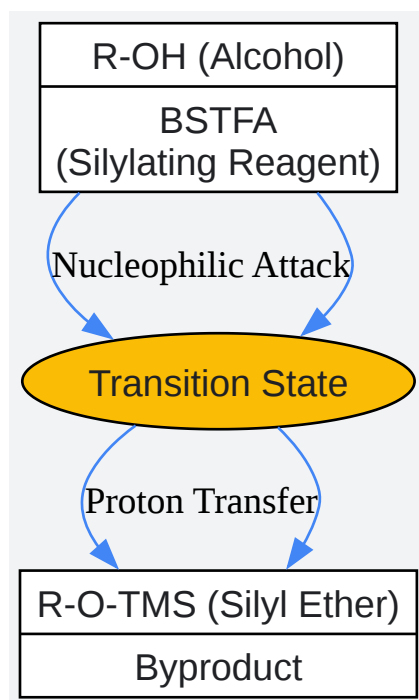 R-OH (Alcohol)
BSTFA
(Silylating Reagent)
Nucleophilic Attack
Transition State
Proton Transfer
R-O-TMS (Silyl Ether)
Byproduct